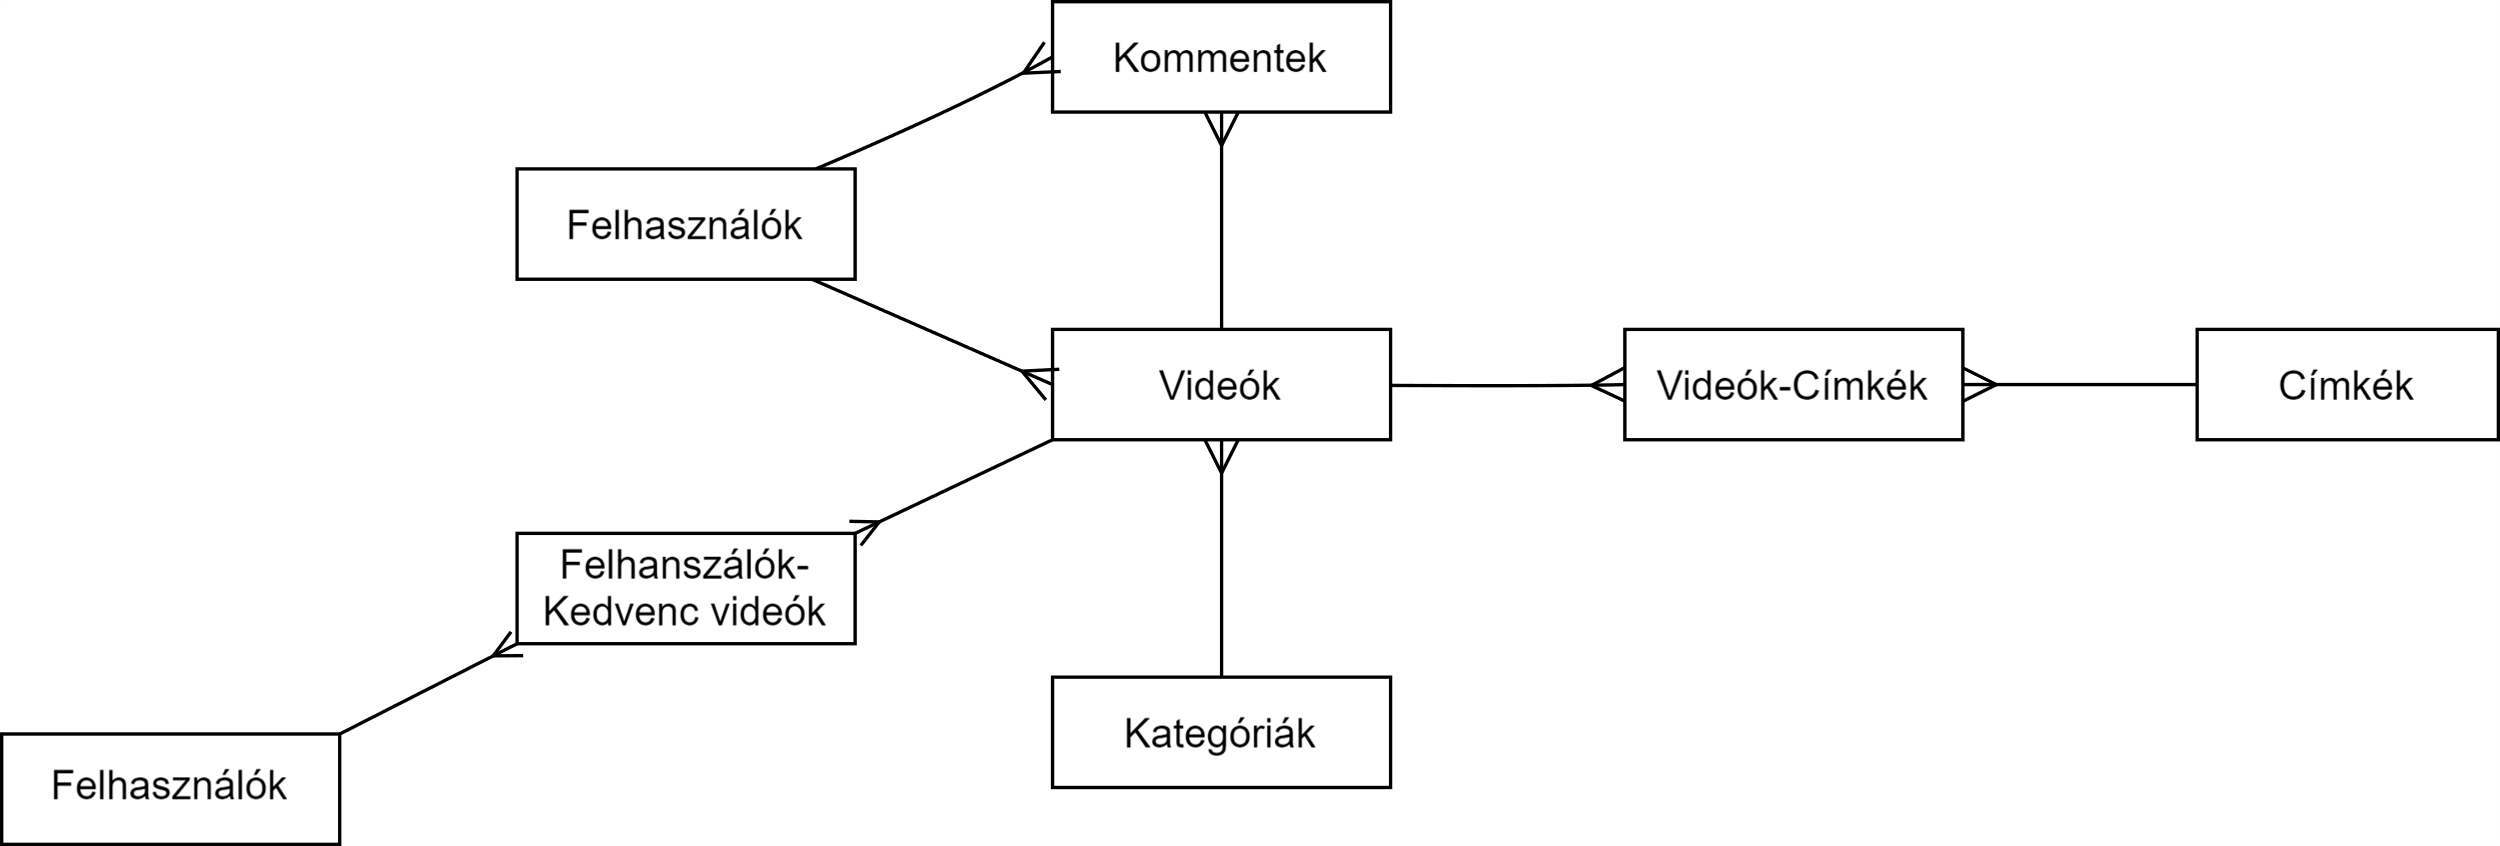 Kommentek
Felhasználók
Videók
Videók-Címkék
Címkék
Felhanszálók-
Kedvenc videók
Kategóriák
Felhasználók